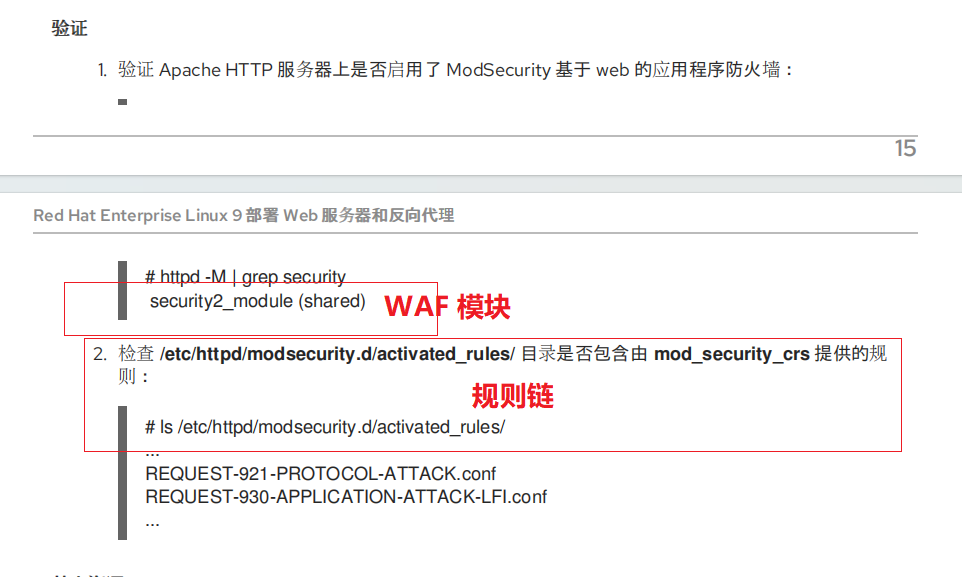 验证
1. 验证 Apache HTTP 服务器上是否启用了 ModSecurity 基于 web 的应用程序防火墙：
15
Red Hat Enterprise Linux 9 部署 Web 服务器和反向代理
# httpd -M | grep security
security2_module (shared)
WAF 模块
2. 检查 /etc/httpd/modsecurity.d/activated_rules/ 目录是否包含由 mod_security_crs 提供的规
则：
规则链
# ls /etc/httpd/modsecurity.d/activated_rules/
...
REQUEST-921-PROTOCOL-ATTACK.conf
REQUEST-930-APPLICATION-ATTACK-LFI.conf
...